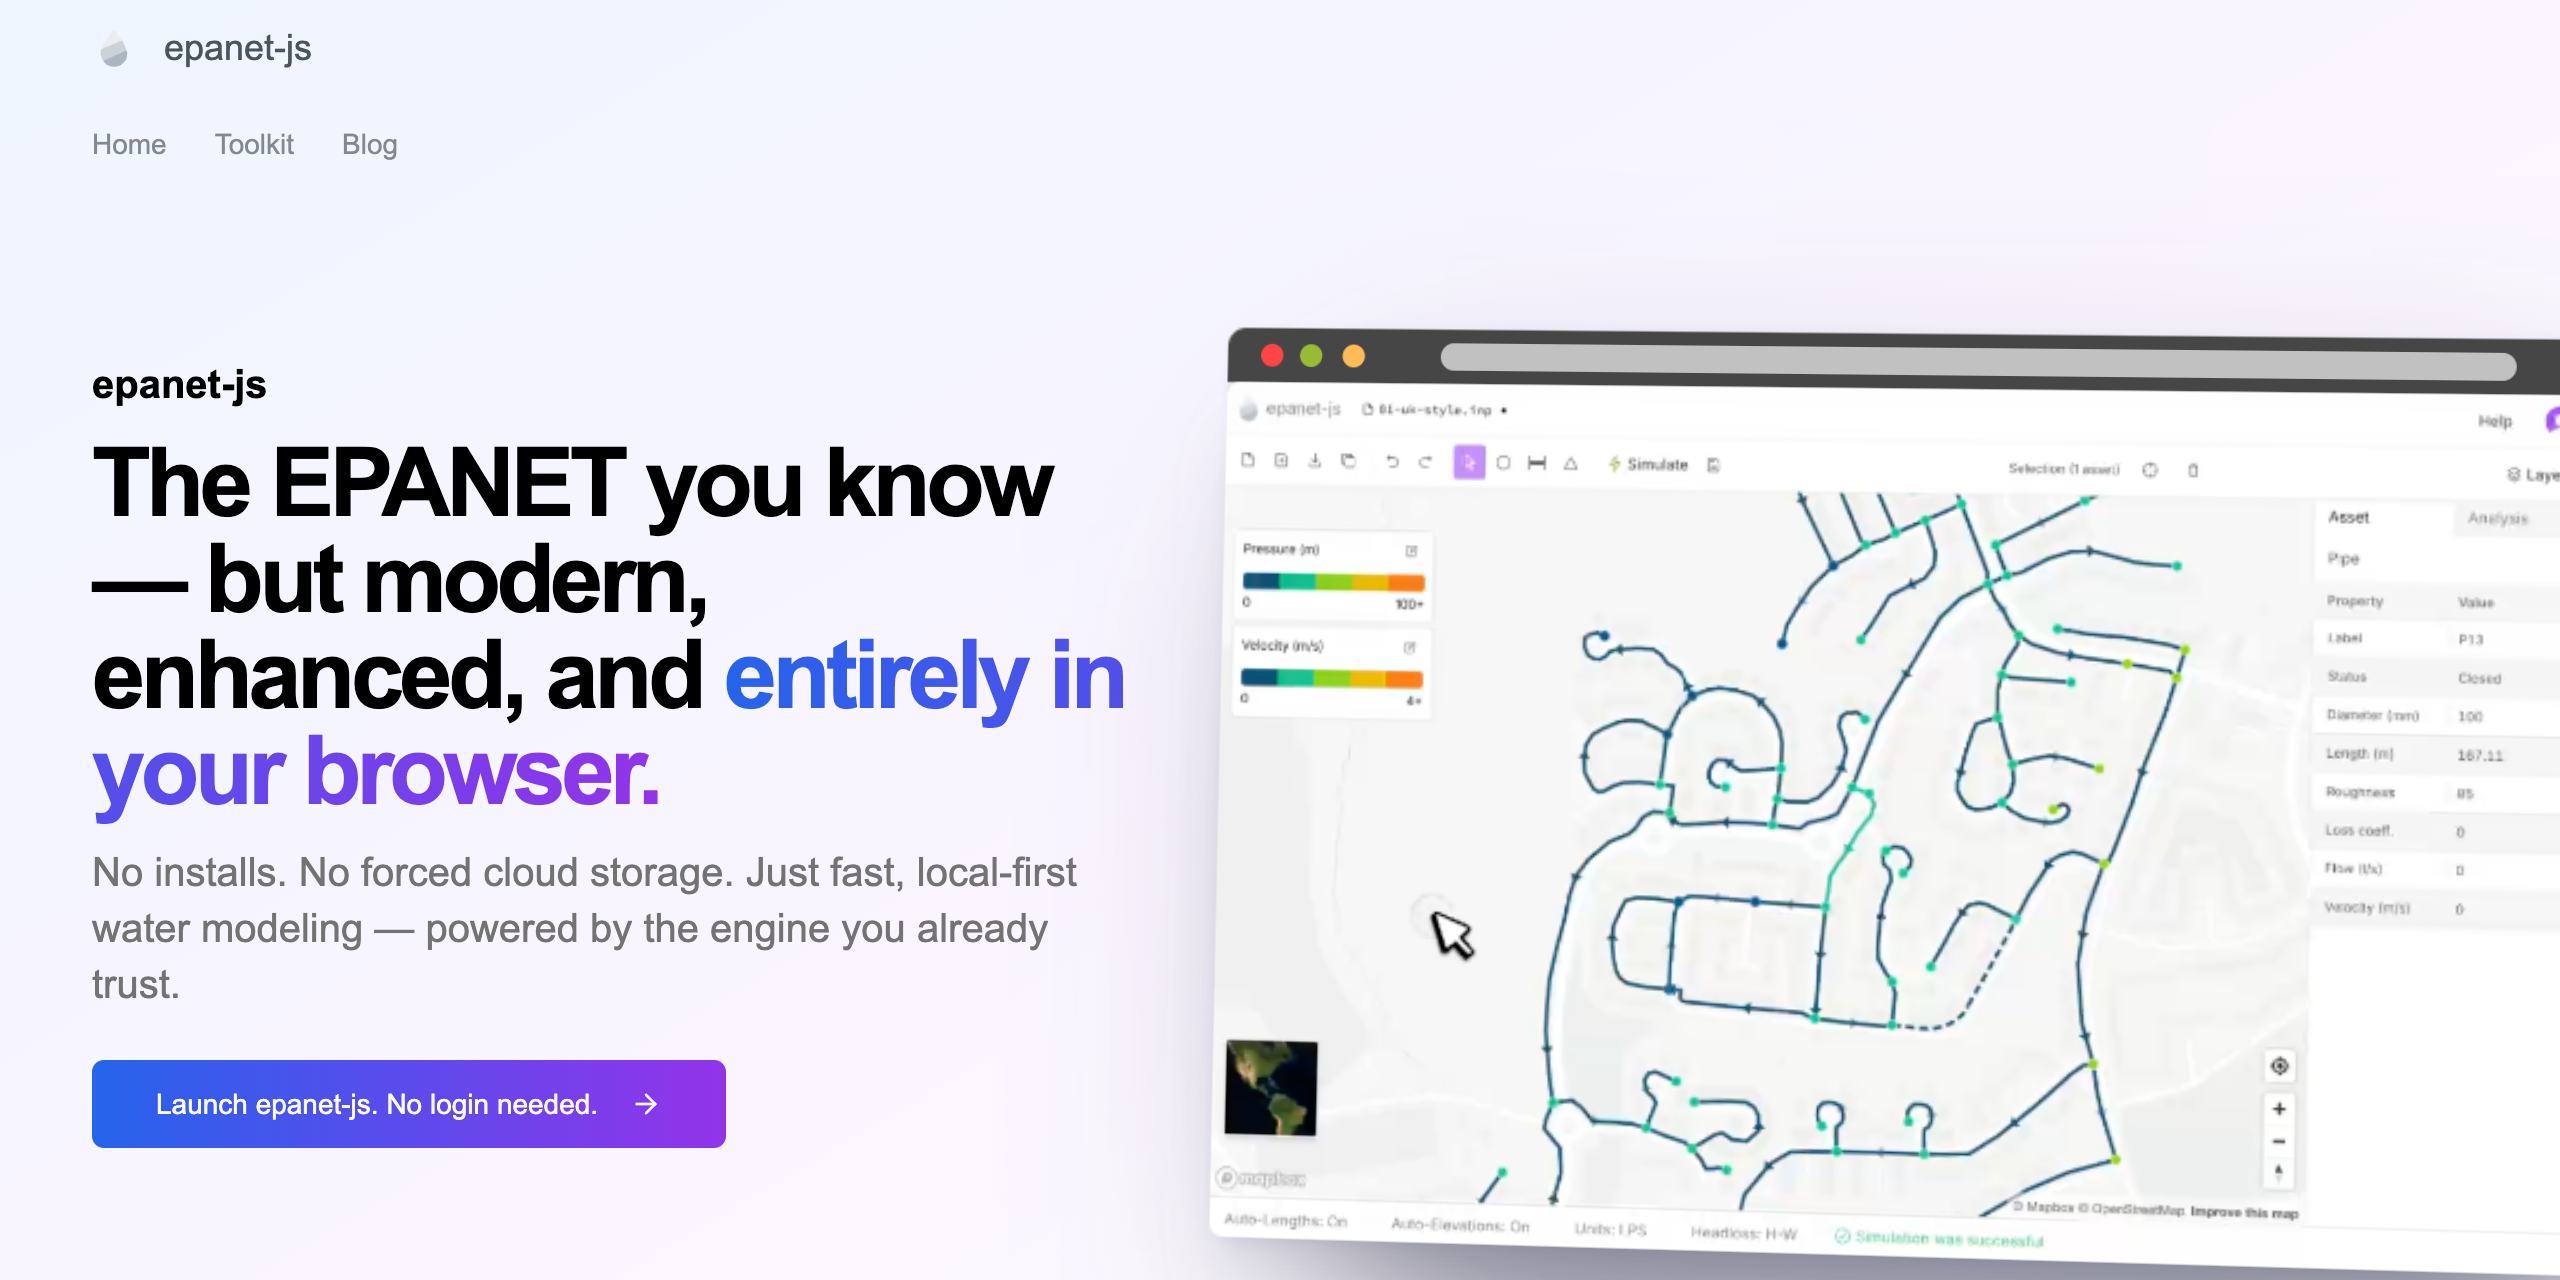 epanet-js
Home Toolkit Blog
epanet-js
The EPANET you know
— but modern,
enhanced, and entirely in
your browser.
No installs. No forced cloud storage. Just fast, local-first
water modeling — powered by the engine you already
trust.
Launch epanet-js. No login needed.
epanet-js 01-uk-style.inp
Help
Simulate
Selection (1 asset)
Laye
Pressure (m)
0 100+
Velocity (m/s)
0 4+
Asset Analysis
Pipe
Property Value
Label P13
Status Closed
Diameter (mm) 100
Length (m) 167.11
Roughness 85
Loss coeff. 0
Flow (l/s) 0
Velocity (m/s) 0
mapbox
© Mapbox © OpenStreetMap Improve this map
Auto-Lengths: On Auto-Elevations: On Units: LPS Headloss: H-W Simulation was successful